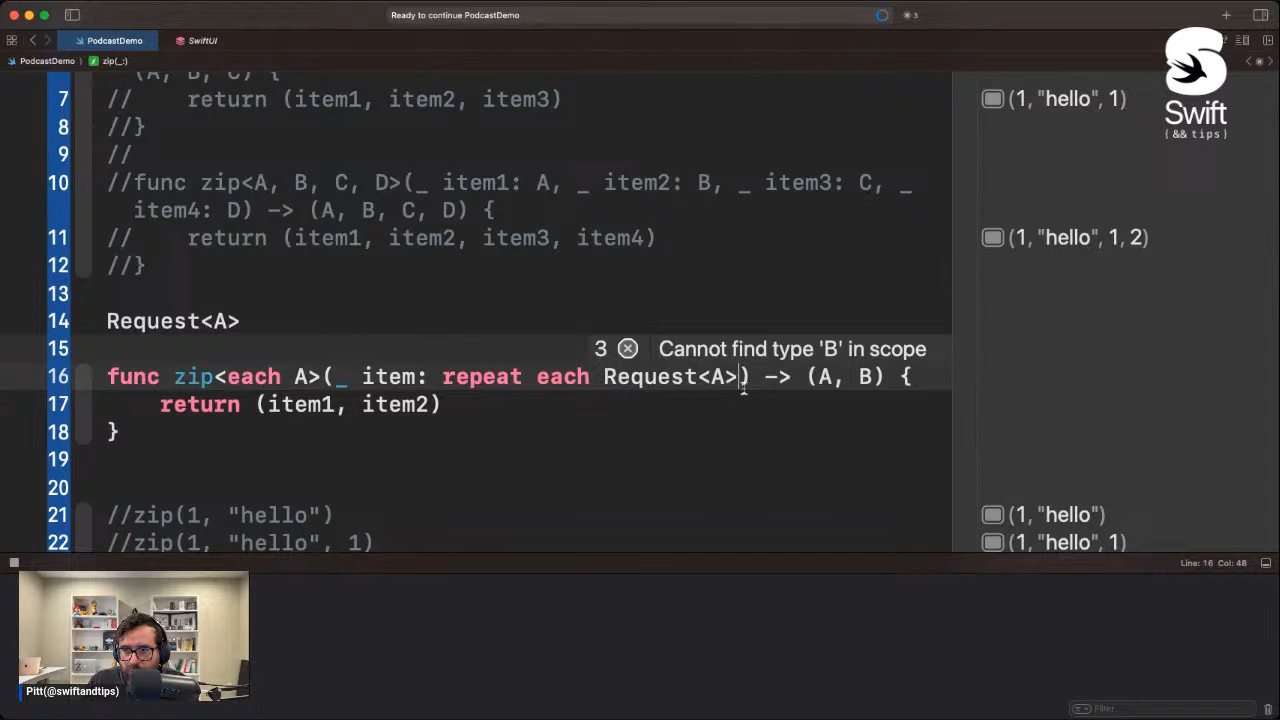 Ready to continue PodcastDemo
3
PodcastDemo
SwiftUI
PodcastDemo
zip(_:)
Swift
{ && tips }
(A, B, C) {
7 // return (item1, item2, item3)
(1, "hello", 1)
8 //}
9 //
10 //func zip<A, B, C, D>(_ item1: A, _ item2: B, _ item3: C, _
item4: D) -> (A, B, C, D) {
11 // return (item1, item2, item3, item4)
(1, "hello", 1, 2)
12 //}
13
14 Request<A>
15
3 Cannot find type 'B' in scope
16 func zip<each A>(_ item: repeat each Request<A>) -> (A, B) {
17 return (item1, item2)
18 }
19
20
21 //zip(1, "hello")
(1, "hello")
22 //zip(1, "hello", 1)
(1, "hello", 1)
Line: 16 Col: 48
Pitt(@swiftandtips)
Filter